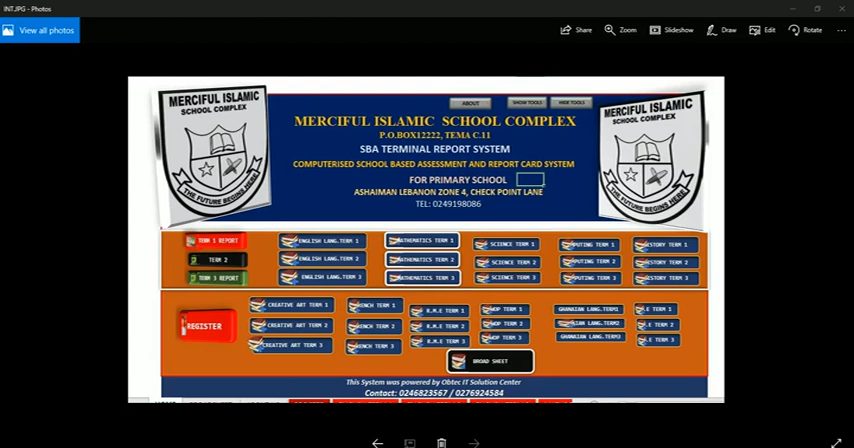 INT.JPG - Photos
View all photos
Share
Zoom
Slideshow
Draw
Edit
Rotate
MERCIFUL ISLAMIC
SCHOOL COMPLEX
THE FUTURE BEGINS HERE
ABOUT
SHOW TOOLS
HIDE TOOLS
MERCIFUL ISLAMIC SCHOOL COMPLEX
P.O.BOX12222, TEMA C.11
SBA TERMINAL REPORT SYSTEM
COMPUTERISED SCHOOL BASED ASSESSMENT AND REPORT CARD SYSTEM
FOR PRIMARY SCHOOL
ASHAIMAN LEBANON ZONE 4, CHECK POINT LANE
TEL: 0249198086
MERCIFUL ISLAMIC
SCHOOL COMPLEX
THE FUTURE BEGINS HERE
TERM 1 REPORT
ENGLISH LANG.TERM 1
ATHEMATICS TERM 1
SCIENCE TERM 1
PUTING TERM 1
STORY TERM 1
TERM 2
ENGLISH LANG.TERM 2
ATHEMATICS TERM 2
SCIENCE TERM 2
PUTING TERM 2
STORY TERM 2
TERM 3 REPORT
ENGLISH LANG.TERM 3
ATHEMATICS TERM 3
SCIENCE TERM 3
PUTING TERM 3
STORY TERM 3
REGISTER
CREATIVE ART TERM 1
ENCH TERM 1
R.M.E TERM 1
OP TERM 1
GHANAIAN LANG.TERM1
.E TERM 1
CREATIVE ART TERM 2
ENCH TERM 2
R.M.E TERM 2
OP TERM 2
IAN LANG.TERM2
.E TERM 2
CREATIVE ART TERM 3
ENCH TERM 3
R.M.E TERM 3
OP TERM 3
GHANAIAN LANG.TERM3
.E TERM 3
BROAD SHEET
This System was powered by Obtec IT Solution Center
Contact: 0246823567 / 0276924584